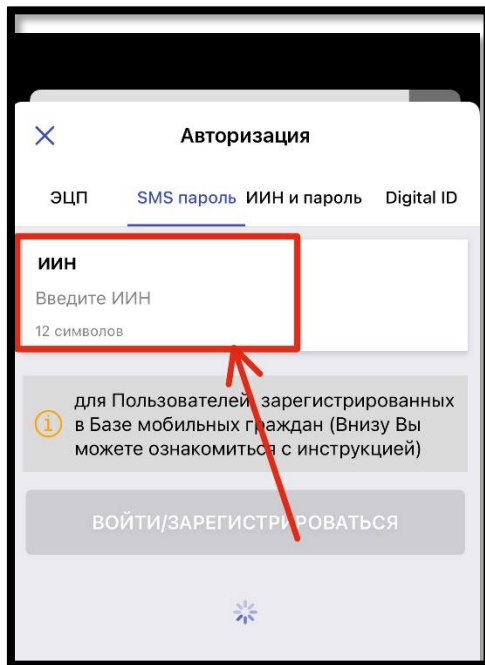 Авторизация
ЭЦП SMS пароль ИИН и пароль Digital ID
ИИН
Введите ИИН
12 символов
для Пользователей, зарегистрированных
в Базе мобильных граждан (Внизу Вы
можете ознакомиться с инструкцией)
ВОЙТИ/ЗАРЕГИСТРИРОВАТЬСЯ